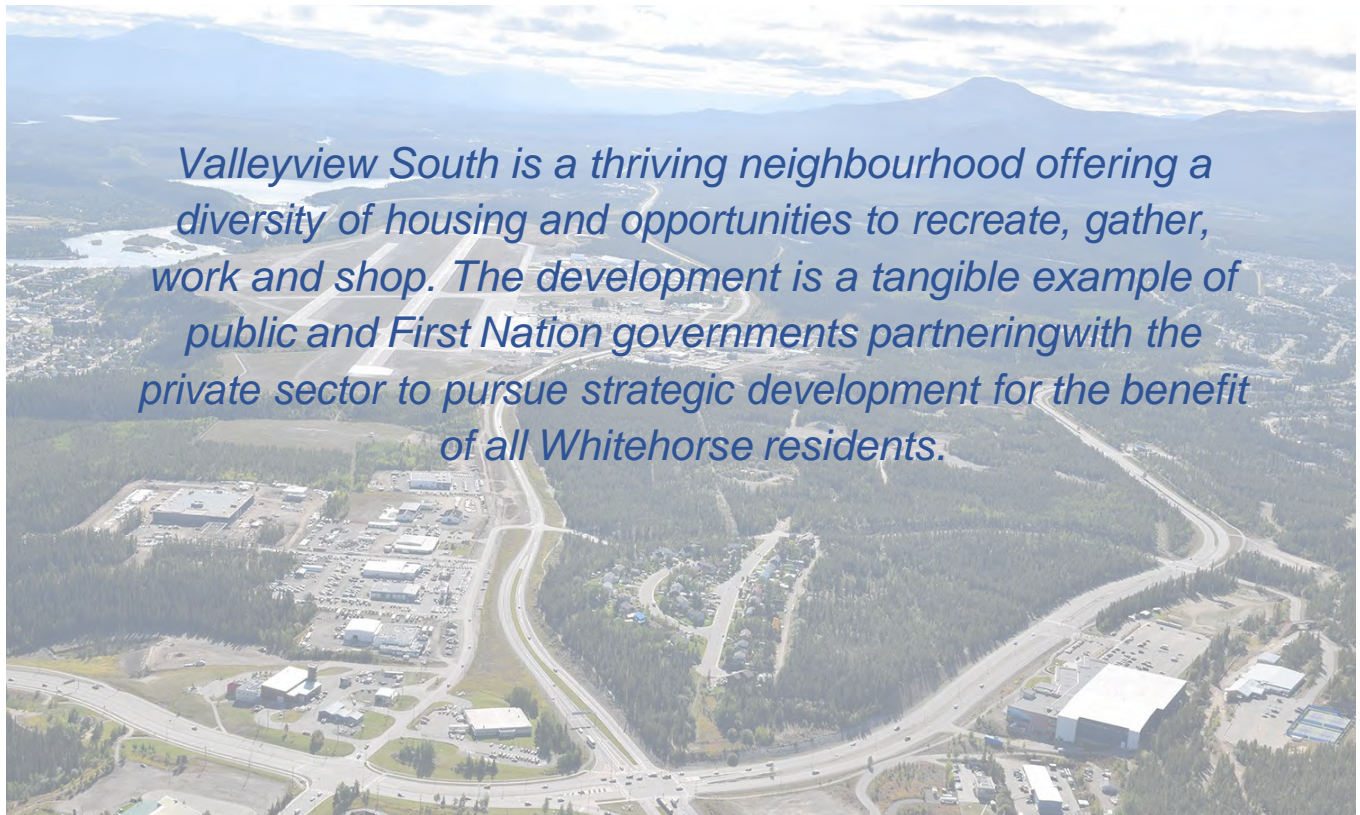 Valleyview South is a thriving neighbourhood offering a
diversity of housing and opportunities to recreate, gather,
work and shop. The development is a tangible example of
public and First Nation governments partneringwith the
private sector to pursue strategic development for the benefit
of all Whitehorse residents.